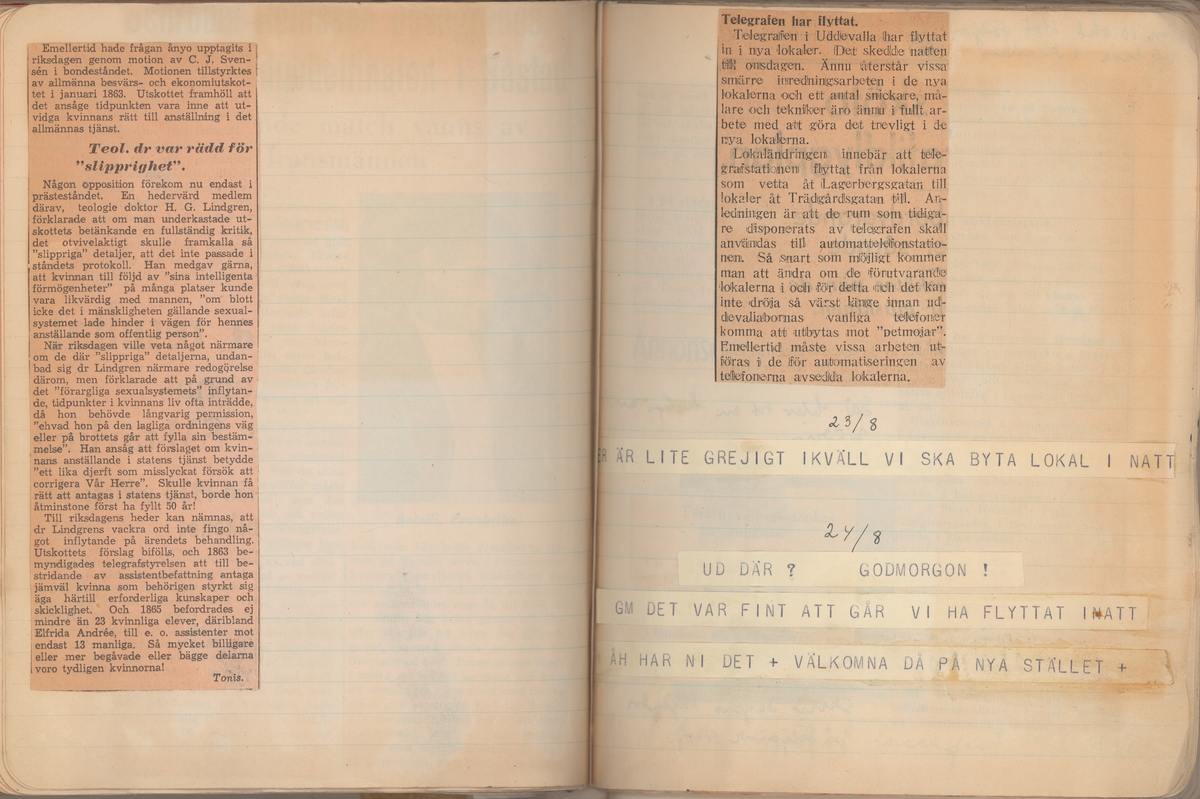 Emellertid hade frågan ånyo upptagits i
riksdagen genom motion av C. J. Sven-
sén i bondeståndet. Motionen tillstyrktes
av allmänna besvärs- och ekonomiutskot-
tet i januari 1863. Utskottet framhöll att
det ansåge tidpunkten vara inne att ut-
vidga kvinnans rätt till anställning i det
allmännas tjänst.
Teol. dr var rädd för
"slipprighet".
Någon opposition förekom nu endast i
prästeståndet. En hedervärd medlem
därav, teologie doktor H. G. Lindgren,
förklarade att om man underkastade ut-
skottets betänkande en fullständig kritik,
det otvivelaktigt skulle framkalla så
"slippriga" detaljer, att det inte passade i
ståndets protokoll. Han medgav gärna,
att kvinnan till följd av "sina intelligenta
förmögenheter" på många platser kunde
vara likvärdig med mannen, "om blott
icke det i mänskligheten gällande sexual-
systemet lade hinder i vägen för hennes
anställande som offentlig person".
När riksdagen ville veta något närmare
om de där "slippriga" detaljerna, undan-
bad sig dr Lindgren närmare redogörelse
därom, men förklarade att på grund av
det "förargliga sexualsystemets" inflytan-
de, tidpunkter i kvinnans liv ofta inträdde,
då hon behövde långvarig permission,
"ehvad hon på den lagliga ordningens väg
eller på brottets går att fylla sin bestäm-
melse". Han ansåg att förslaget om kvin-
nans anställande i statens tjänst betydde
"ett lika djerft som misslyckat försök att
corrigera Vår Herre". Skulle kvinnan få
rätt att antagas i statens tjänst, borde hon
åtminstone först ha fyllt 50 år!
Till riksdagens heder kan nämnas, att
dr Lindgrens vackra ord inte fingo nå-
got inflytande på ärendets behandling.
Utskottets förslag bifölls, och 1863 be-
myndigades telegrafstyrelsen att till be-
stridande av assistentbefattning antaga
jämväl kvinna som behörigen styrkt sig
äga härtill erforderliga kunskaper och
skicklighet. Och 1865 befordrades ej
mindre än 23 kvinnliga elever, däribland
Elfrida Andrée, till e. o. assistenter mot
endast 13 manliga. Så mycket billigare
eller mer begåvade eller bägge delarna
voro tydligen kvinnorna!
Tonis.
Telegrafen har flyttat.
Telegrafen i Uddevalla har flyttat
in i nya lokaler. Det skedde natten
till onsdagen. Ännu återstår vissa
smärre inredningsarbeten i de nya
lokalerna och ett antal snickare, må-
lare och tekniker äro ännu i fullt ar-
bete med att göra det trevligt i de
nya lokalerna.
Lokaländringen innebär att tele-
grafstationen flyttat från lokalerna
som vetta åt Lagerbergsgatan till
lokaler åt Trädgårdsgatan till. An-
ledningen är att de rum som tidiga-
re disponerats av telegrafen skall
användas till automattelefonstatio-
nen. Så snart som möjligt kommer
man att ändra om de förutvarande
lokalerna i och för detta och det kan
inte dröja så värst länge innan ud-
devaliabornas vanliga telefoner
komma att utbytas mot "petmojar".
Emellertid måste vissa arbeten ut-
föras i de för automatiseringen av
telefonerna avsedda lokalerna.
23/8
ER ÄR LITE GREJIGT IKVÄLL VI SKA BYTA LOKAL I NATT
24/8
UD DÄR ? GODMORGON !
GM DET VAR FINT ATT GÅR VI HA FLYTTAT INATT
ÅH HAR NI DET + VÄLKOMNA DÅ PÅ NYA STÄLLET +